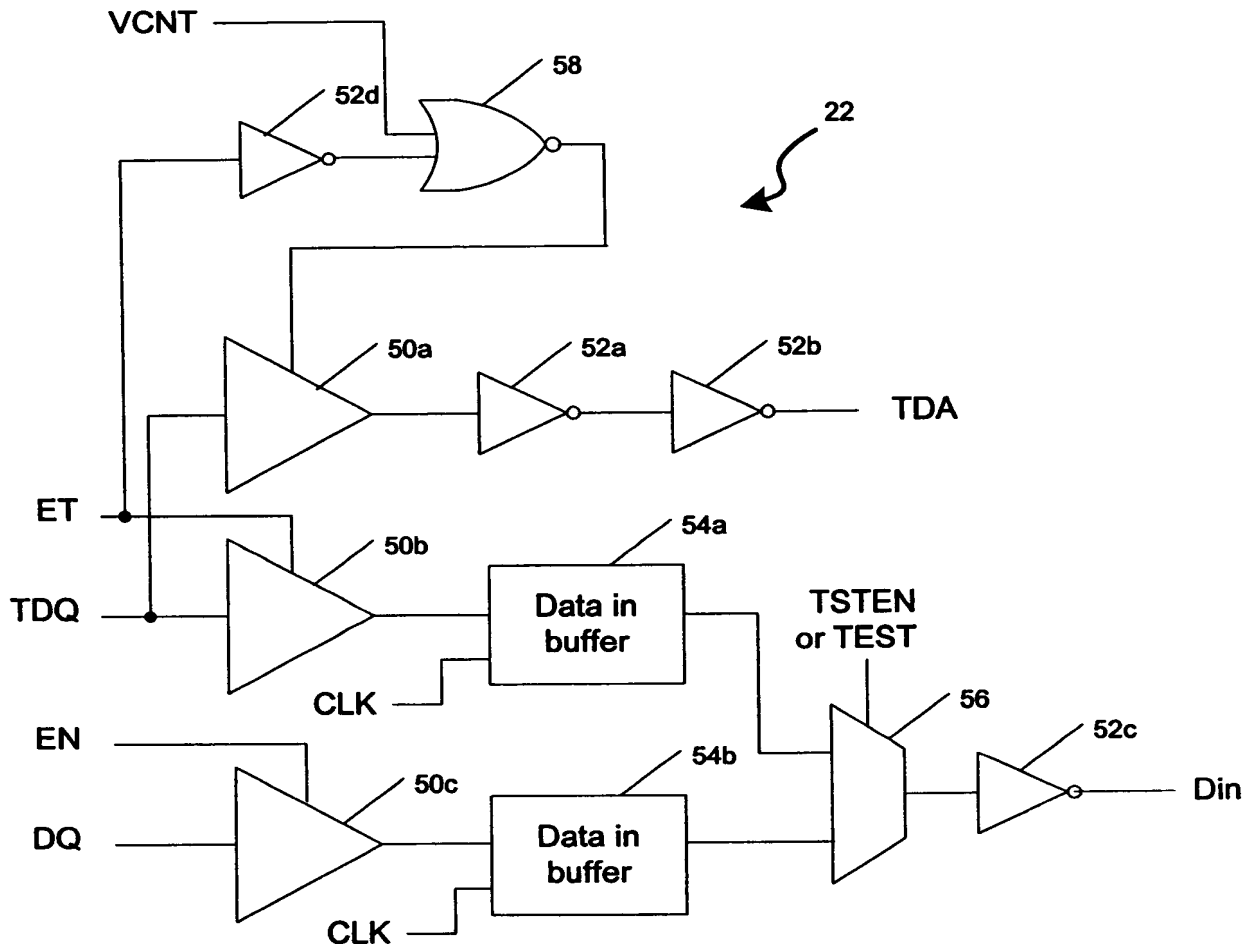 VCNT
58
52d
22
50a
52a
52b
TDA
ET
50b
54a
TDQ
Data in
buffer
TSTEN
or TEST
CLK
56
EN
52c
54b
50c
Din
DQ
Data in
buffer
CLK